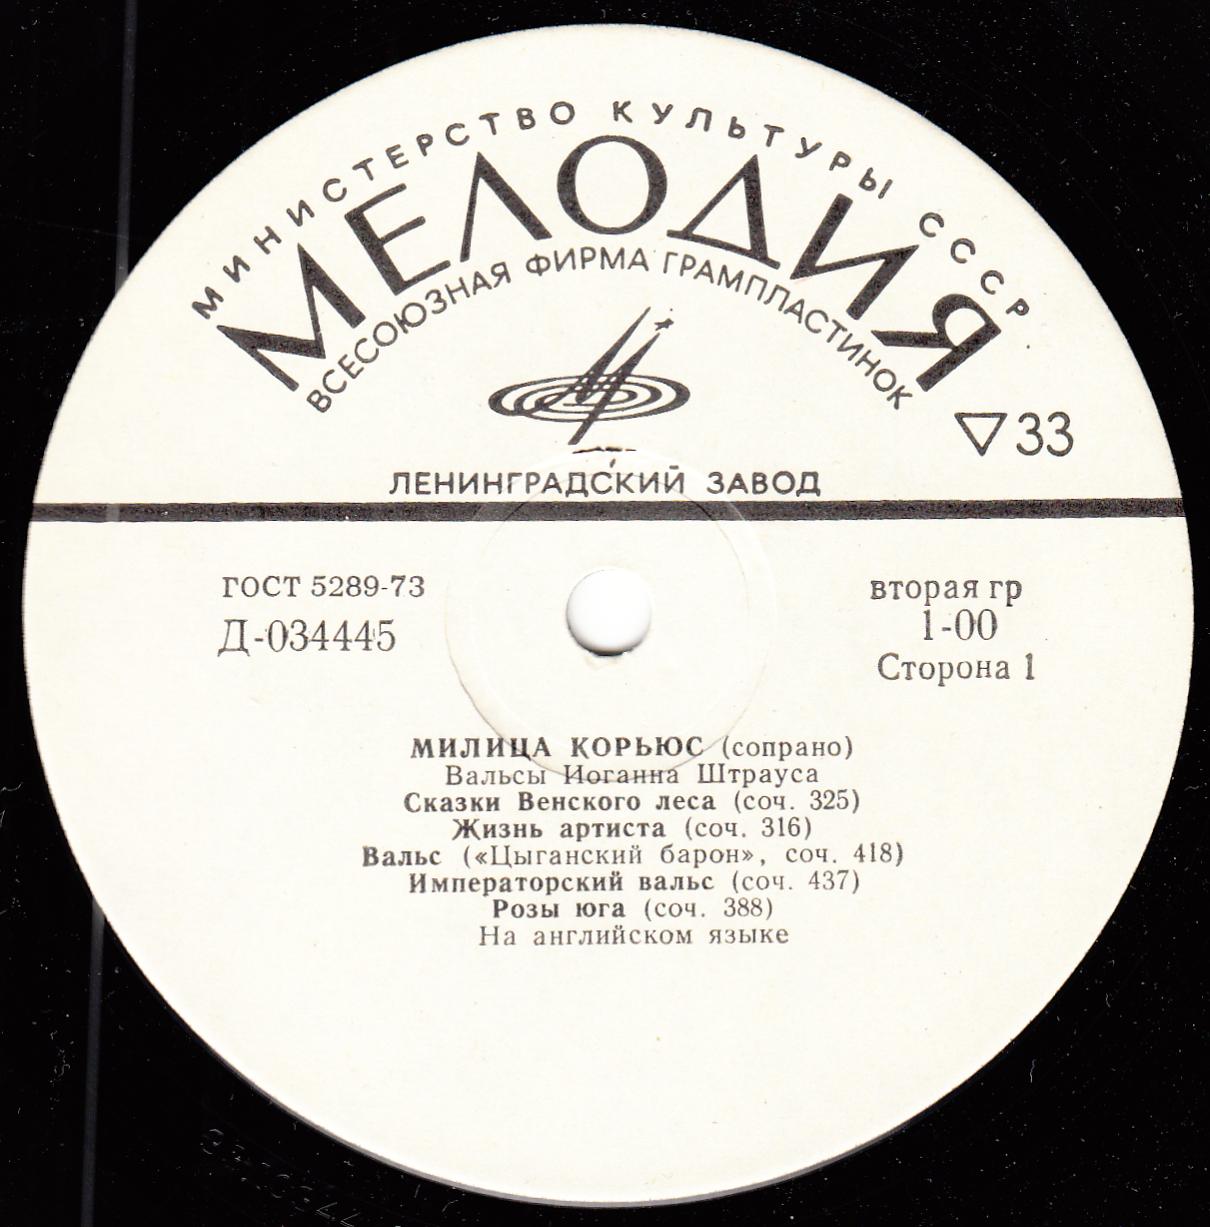 МИНИСТЕРСТВО КУЛЬТУРЫ СССР
МЕЛОДИЯ
ВСЕСОЮЗНАЯ ФИРМА ГРАМПЛАСТИНОК
33
ЛЕНИНГРАДСКИЙ ЗАВОД
ГОСТ 5289-73
Д-034445
вторая гр
1-00
Сторона 1
МИЛИЦА КОРЬЮС (сопрано)
Вальсы Иоганна Штрауса
Сказки Венского леса (соч. 325)
Жизнь артиста (соч. 316)
Вальс («Цыганский барон», соч. 418)
Императорский вальс (соч. 437)
Розы юга (соч. 388)
На английском языке